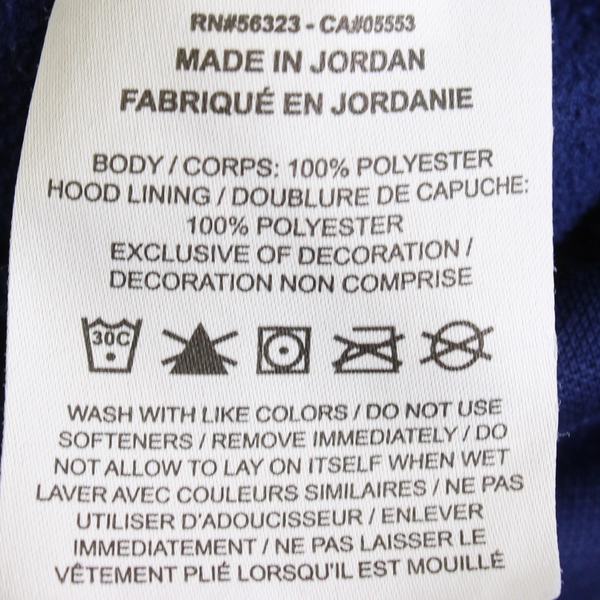 RN#56323 - CA#05553
MADE IN JORDAN
FABRIQUÉ EN JORDANIE
BODY / CORPS: 100% POLYESTER
HOOD LINING / DOUBLURE DE CAPUCHE:
100% POLYESTER
EXCLUSIVE OF DECORATION /
DECORATION NON COMPRISE
30C
WASH WITH LIKE COLORS / DO NOT USE
SOFTENERS / REMOVE IMMEDIATELY / DO
NOT ALLOW TO LAY ON ITSELF WHEN WET
LAVER AVEC COULEURS SIMILAIRES / NE PAS
UTILISER D'ADOUCISSEUR / ENLEVER
IMMEDIATEMENT / NE PAS LAISSER LE
VÊTEMENT PLIÉ LORSQU'IL EST MOUILLÉ